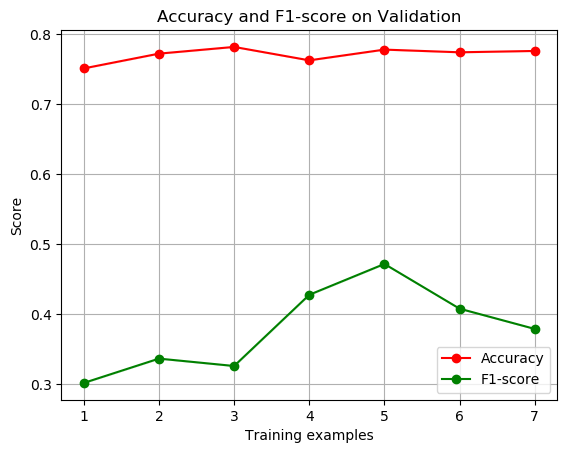 Accuracy and F1-score on Validation
Score
0.8
0.7
0.6
0.5
0.4
0.3
1 2 3 4 5 6 7
Training examples
Accuracy
F1-score